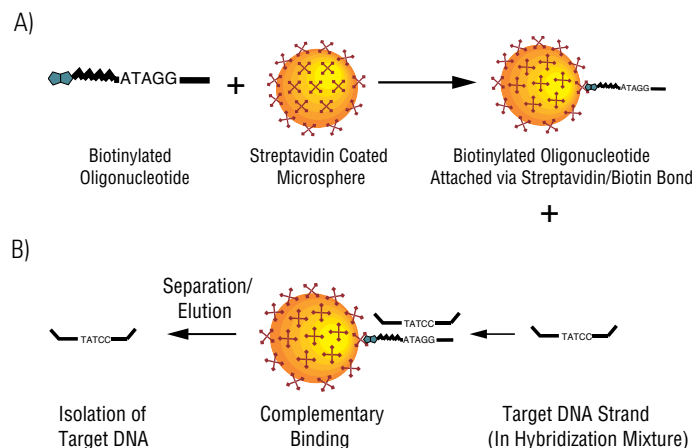 A)
ATAGG
+
ATAGG
Biotinylated
Oligonucleotide
Streptavidin Coated
Microsphere
Biotinylated Oligonucleotide
Attached via Streptavidin/Biotin Bond
+
B)
Separation/
Elution
TATCC
TATCC
ATAGG
TATCC
Isolation of
Target DNA
Complementary
Binding
Target DNA Strand
(In Hybridization Mixture)